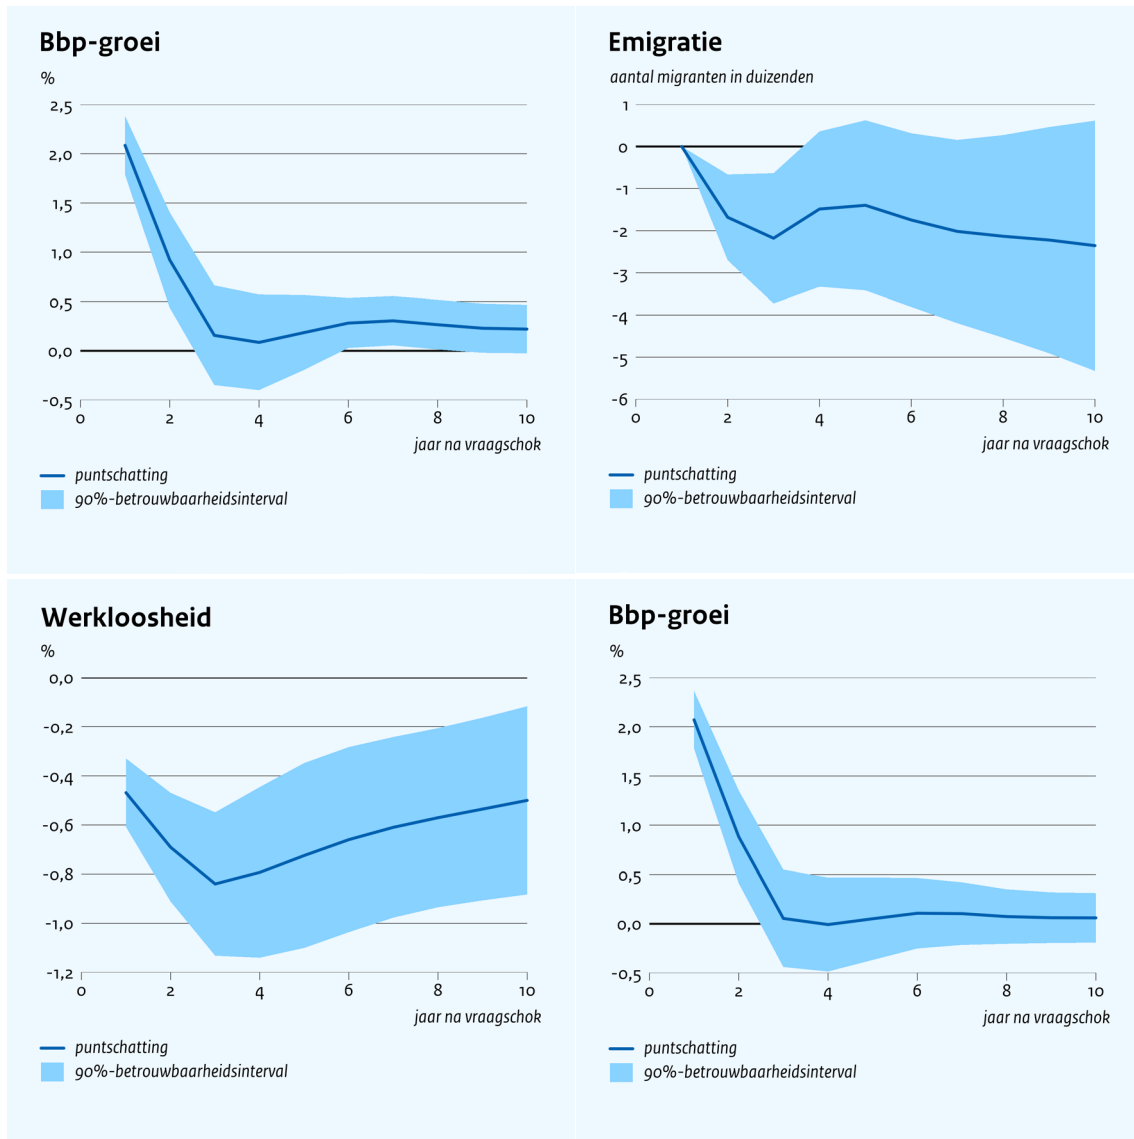 Bbp-groei
%
2,5
2,0
1,5
1,0
0,5
0,0
-0,5
0 2 4 6 8 10
jaar na vraagschok
puntschatting
90%-betrouwbaarheidsinterval
Emigratie
aantal migranten in duizenden
1
0
-1
-2
-3
-4
-5
-6
0 2 4 6 8 10
jaar na vraagschok
puntschatting
90%-betrouwbaarheidsinterval
Werkloosheid
%
0,0
-0,2
-0,4
-0,6
-0,8
-1,0
-1,2
0 2 4 6 8 10
jaar na vraagschok
puntschatting
90%-betrouwbaarheidsinterval
Bbp-groei
%
2,5
2,0
1,5
1,0
0,5
0,0
-0,5
0 2 4 6 8 10
jaar na vraagschok
puntschatting
90%-betrouwbaarheidsinterval